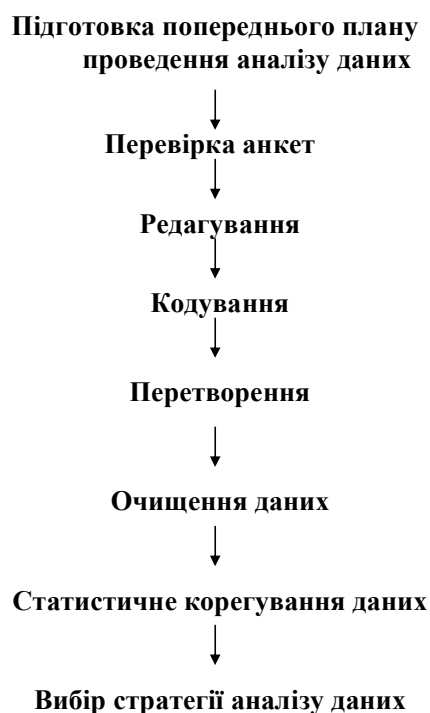 Підготовка попереднього плану
проведення аналізу даних
Перевірка анкет
Редагування
Кодування
Перетворення
Очищення даних
Статистичне корегування даних
Вибір стратегії аналізу даних